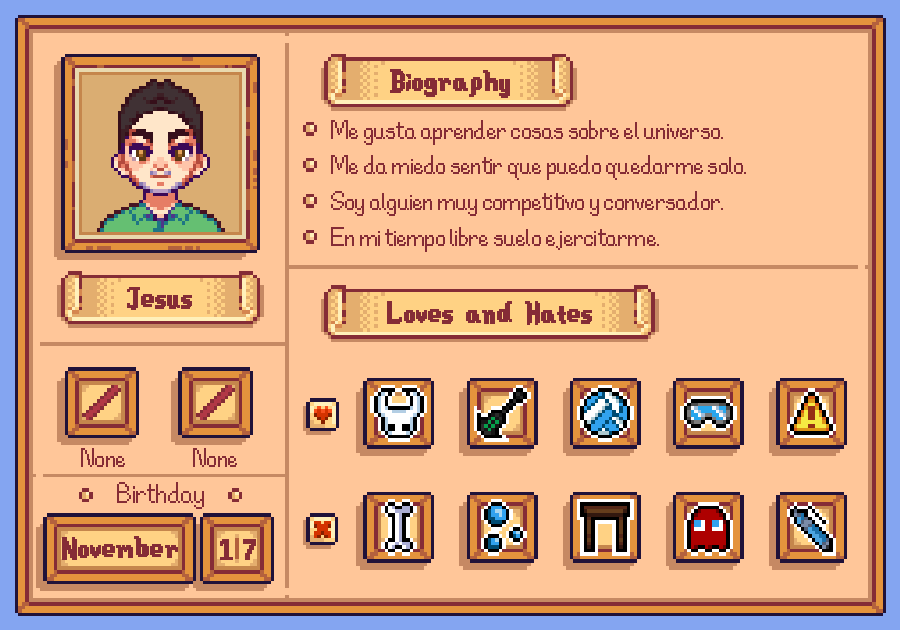 Biography
Me gusta aprender cosas sobre el universo.
Me da miedo sentir que puedo quedarme solo.
Soy alguien muy competitivo y conversador.
En mi tiempo libre suelo ejercitarme.
Jesus
Loves and Hates
None
None
Birthday
November
17